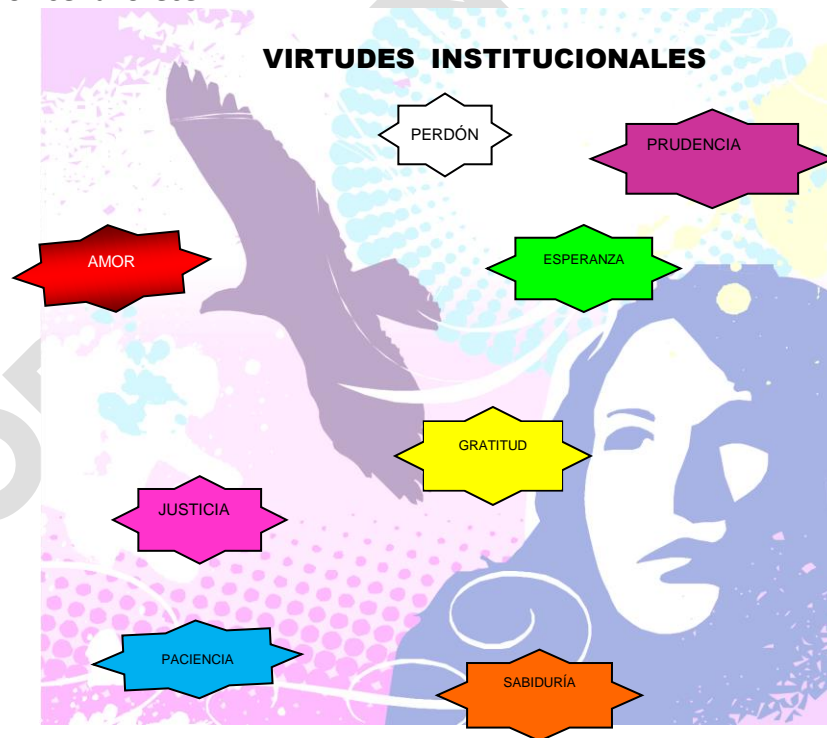 VIRTUDES INSTITUCIONALES
PERDÓN
PRUDENCIA
AMOR
ESPERANZA
GRATITUD
JUSTICIA
PACIENCIA
SABIDURÍA